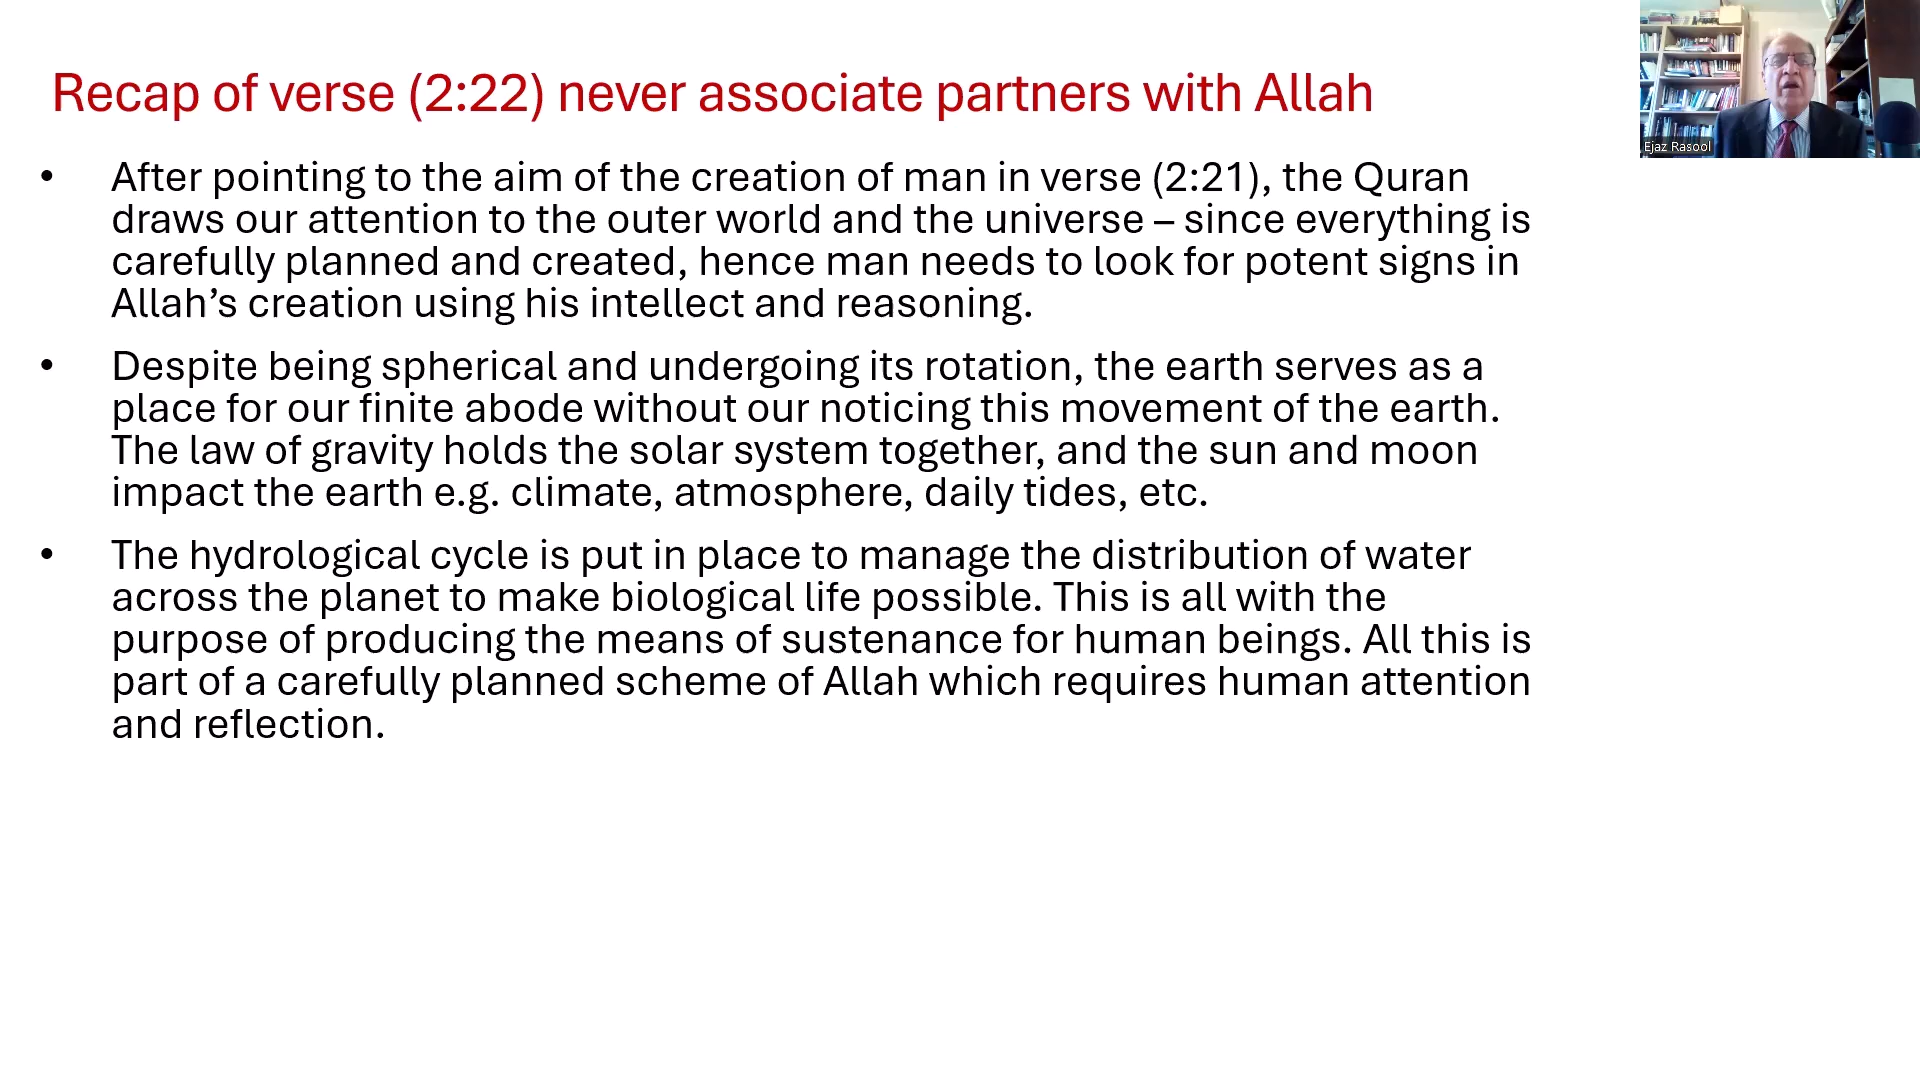 Recap of verse (2:22) never associate partners with Allah
Ejaz Rasool
• After pointing to the aim of the creation of man in verse (2:21), the Quran
draws our attention to the outer world and the universe – since everything is
carefully planned and created, hence man needs to look for potent signs in
Allah’s creation using his intellect and reasoning.
• Despite being spherical and undergoing its rotation, the earth serves as a
place for our finite abode without our noticing this movement of the earth.
The law of gravity holds the solar system together, and the sun and moon
impact the earth e.g. climate, atmosphere, daily tides, etc.
• The hydrological cycle is put in place to manage the distribution of water
across the planet to make biological life possible. This is all with the
purpose of producing the means of sustenance for human beings. All this is
part of a carefully planned scheme of Allah which requires human attention
and reflection.